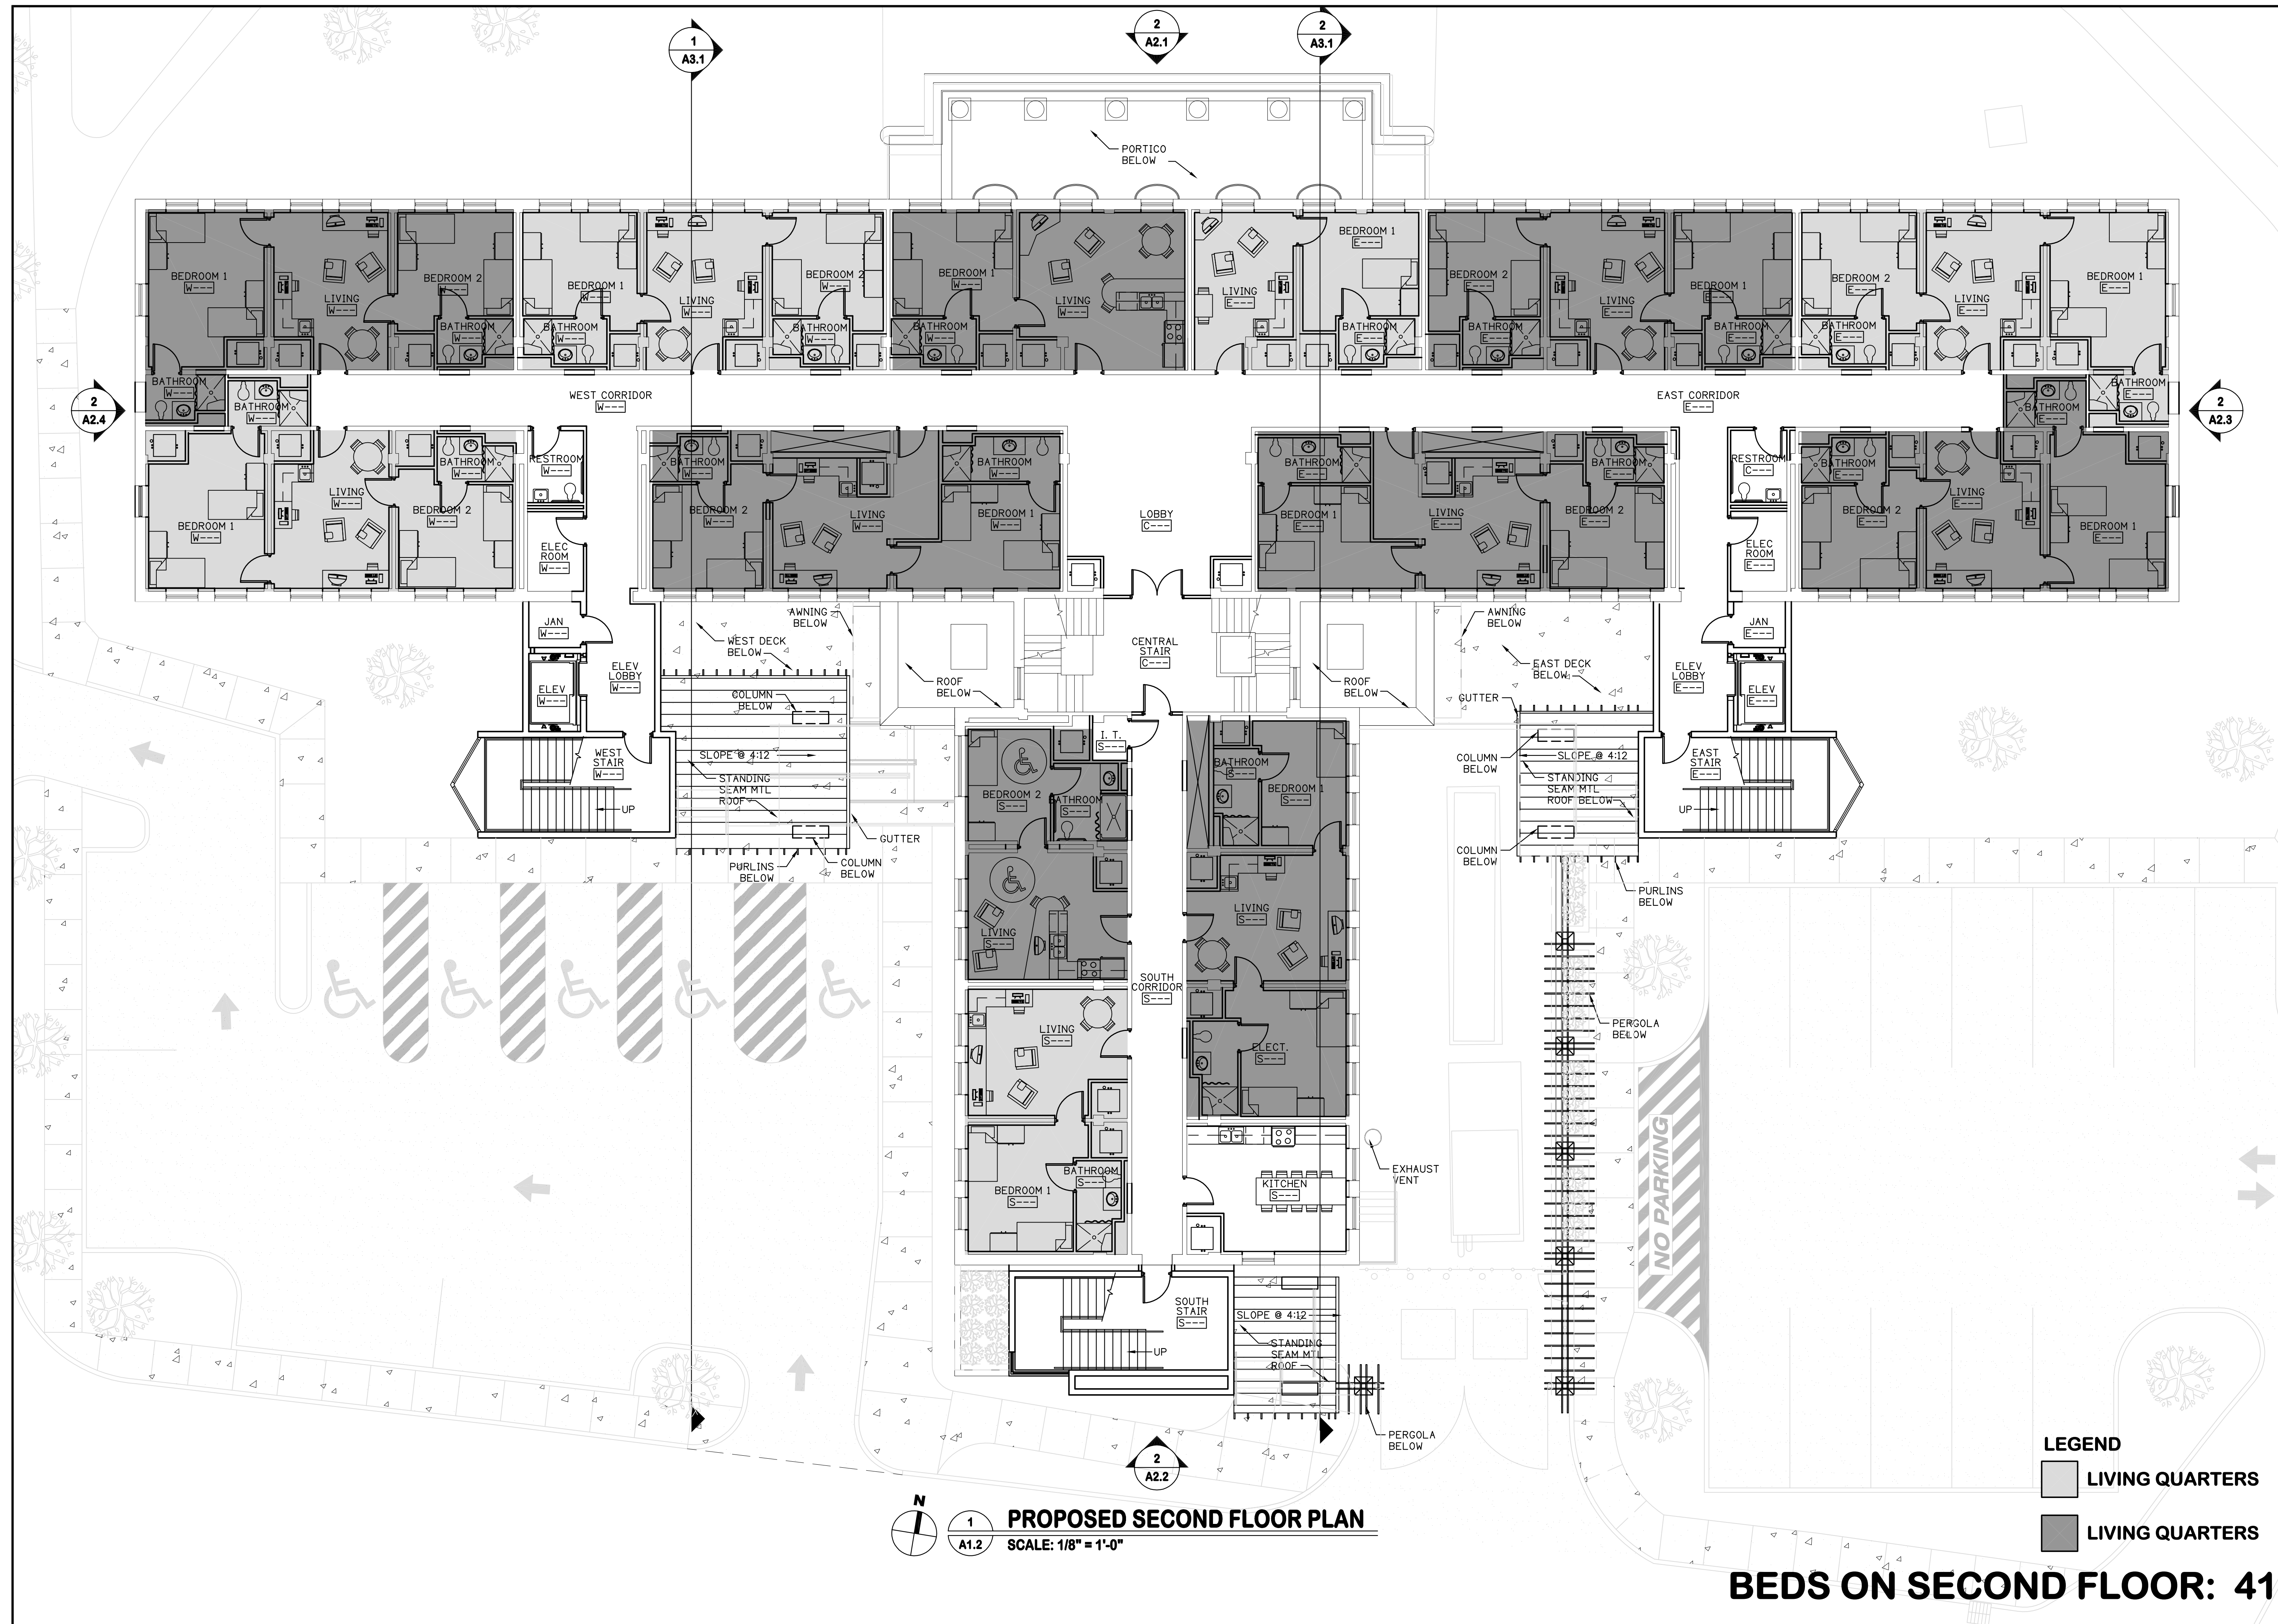 1
A3.1
2
A2.1
2
A3.1
PORTICO
BELOW
BEDROOM 1
W---
LIVING
W---
BEDROOM 2
W---
BATHROOM
W---
BEDROOM 1
W---
BATHROOM
W---
LIVING
W---
BEDROOM 2
W---
BATHROOM
W---
BEDROOM 1
W---
BATHROOM
W---
LIVING
W---
LIVING
E---
BEDROOM 1
E---
BATHROOM
E---
BEDROOM 2
E---
BATHROOM
E---
LIVING
E---
BEDROOM 1
E---
BATHROOM
E---
BEDROOM 2
E---
BATHROOM
E---
LIVING
E---
BEDROOM 1
E---
BATHROOM
W---
BATHROOM
W---
WEST CORRIDOR
W---
EAST CORRIDOR
E---
BATHROOM
E---
BATHROOM
E---
2
A2.4
2
A2.3
BEDROOM 1
W---
LIVING
W---
BATHROOM
W---
BEDROOM 2
W---
RESTROOM
W---
ELEC
ROOM
W---
BATHROOM
W---
BEDROOM 2
W---
LIVING
W---
BATHROOM
W---
BEDROOM 1
W---
LOBBY
C---
BATHROOM
E---
BEDROOM 1
E---
LIVING
E---
BATHROOM
E---
BEDROOM 2
E---
RESTROOM
C---
ELEC
ROOM
E---
BATHROOM
E---
BEDROOM 2
E---
LIVING
E---
BEDROOM 1
E---
JAN
W---
ELEV
W---
ELEV
LOBBY
W---
WEST
STAIR
W---
UP
WEST DECK
BELOW
AWNING
BELOW
COLUMN
BELOW
SLOPE @ 4:12
STANDING
SEAM MTL
ROOF
GUTTER
PURLINS
BELOW
COLUMN
BELOW
ROOF
BELOW
CENTRAL
STAIR
C---
ROOF
BELOW
AWNING
BELOW
EAST DECK
BELOW
GUTTER
COLUMN
BELOW
SLOPE @ 4:12
STANDING
SEAM MTL
ROOF BELOW
COLUMN
BELOW
PURLINS
BELOW
JAN
E---
ELEV
LOBBY
E---
ELEV
E---
EAST
STAIR
E---
UP
I. T.
S---
BEDROOM 2
S---
BATHROOM
S---
LIVING
S---
BATHROOM
S---
BEDROOM 1
S---
LIVING
S---
SOUTH
CORRIDOR
S---
LIVING
S---
ELECT.
S---
BEDROOM 1
S---
BATHROOM
S---
KITCHEN
S---
EXHAUST
VENT
PERGOLA
BELOW
NO PARKING
SOUTH
STAIR
S---
UP
SLOPE @ 4:12
STANDING
SEAM MTL
ROOF
PERGOLA
BELOW
2
A2.2
N
1
A1.2
PROPOSED SECOND FLOOR PLAN
SCALE: 1/8" = 1'-0"
LEGEND
LIVING QUARTERS
LIVING QUARTERS
BEDS ON SECOND FLOOR: 41